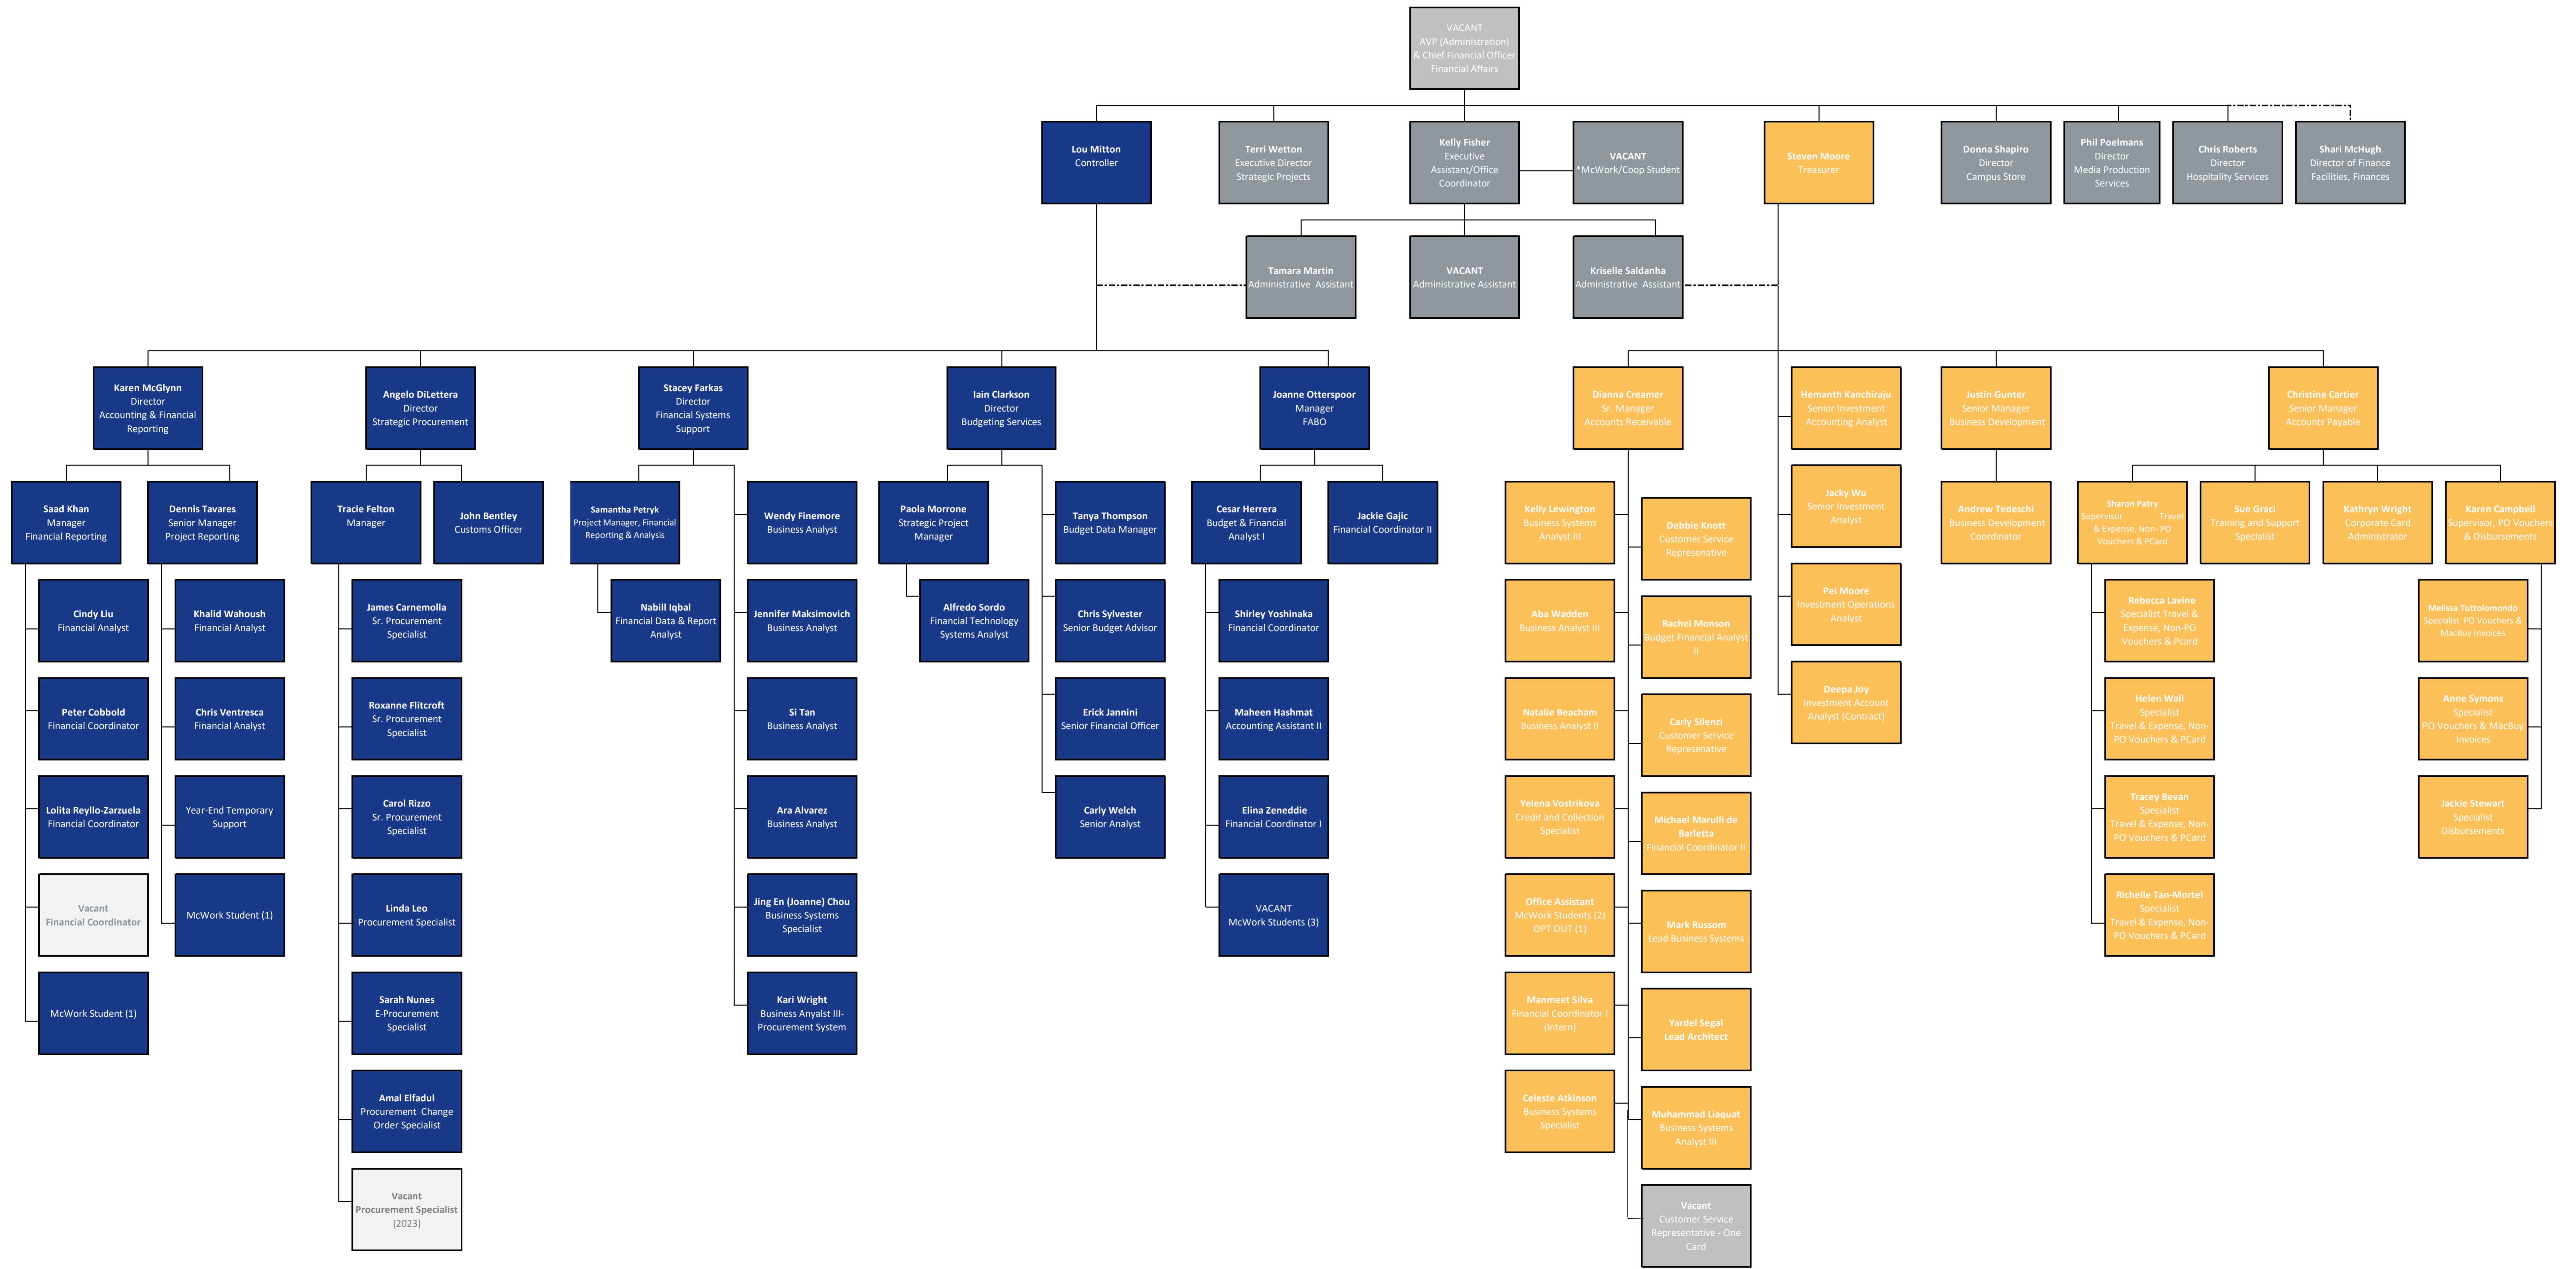 VACANT
AVP (Administration)
& Chief Financial Officer
Financial Affairs
Lou Mitton
Controller
Terri Wetton
Executive Director
Strategic Projects
Kelly Fisher
Executive
Assistant/Office
Coordinator
VACANT
*McWork/Coop Student
Steven Moore
Treasurer
Donna Shapiro
Director
Campus Store
Phil Poelmans
Director
Media Production
Services
Chris Roberts
Director
Hospitality Services
Shari McHugh
Director of Finance
Facilities, Finances
Tamara Martin
Administrative Assistant
VACANT
Administrative Assistant
Kriselle Saldanha
Administrative Assistant
Karen McGlynn
Director
Accounting & Financial
Reporting
Angelo DiLettera
Director
Strategic Procurement
Stacey Farkas
Director
Financial Systems
Support
Iain Clarkson
Director
Budgeting Services
Joanne Otterspoor
Manager
FABO
Dianna Creamer
Sr. Manager
Accounts Receivable
Hemanth Kanchiraju
Senior Investment
Accounting Analyst
Justin Gunter
Senior Manager
Business Development
Christine Cartier
Senior Manager
Accounts Payable
Saad Khan
Manager
Financial Reporting
Dennis Tavares
Senior Manager
Project Reporting
Tracie Felton
Manager
John Bentley
Customs Officer
Samantha Petryk
Project Manager, Financial
Reporting & Analysis
Wendy Finemore
Business Analyst
Paola Morrone
Strategic Project
Manager
Tanya Thompson
Budget Data Manager
Cesar Herrera
Budget & Financial
Analyst I
Jackie Gajic
Financial Coordinator II
Kelly Lewington
Business Systems
Analyst III
Debbie Knott
Customer Service
Represenative
Jacky Wu
Senior Investment
Analyst
Andrew Tedeschi
Business Development
Coordinator
Sharon Patry
Supervisor Travel
& Expense, Non- PO
Vouchers & PCard
Sue Graci
Training and Support
Specialist
Kathryn Wright
Corporate Card
Administrator
Karen Campbell
Supervisor, PO Vouchers
& Disbursements
Cindy Liu
Financial Analyst
Khalid Wahoush
Financial Analyst
James Carnemolla
Sr. Procurement
Specialist
Nabill Iqbal
Financial Data & Report
Analyst
Jennifer Maksimovich
Business Analyst
Alfredo Sordo
Financial Technology
Systems Analyst
Chris Sylvester
Senior Budget Advisor
Shirley Yoshinaka
Financial Coordinator
Aba Wadden
Business Analyst III
Rachel Monson
Budget Financial Analyst
II
Pei Moore
Investment Operations
Analyst
Rebecca Lavine
Specialist Travel &
Expense, Non-PO
Vouchers & Pcard
Melissa Tuttolomondo
Specialist PO Vouchers &
MacBuy Invoices
Peter Cobbold
Financial Coordinator
Chris Ventresca
Financial Analyst
Roxanne Flitcroft
Sr. Procurement
Specialist
Si Tan
Business Analyst
Erick Jannini
Senior Financial Officer
Maheen Hashmat
Accounting Assistant II
Natalie Beacham
Business Analyst II
Carly Silenzi
Customer Service
Represenative
Deepa Joy
Investment Account
Analyst (Contract)
Helen Wall
Specialist
Travel & Expense, Non-
PO Vouchers & PCard
Anne Symons
Specialist
PO Vouchers & MacBuy
Invoices
Lolita Reyllo-Zarzuela
Financial Coordinator
Year-End Temporary
Support
Carol Rizzo
Sr. Procurement
Specialist
Ara Alvarez
Business Analyst
Carly Welch
Senior Analyst
Elina Zeneddie
Financial Coordinator I
Yelena Vostrikova
Credit and Collection
Specialist
Michael Marulli de
Barletta
Financial Coordinator II
Tracey Bevan
Specialist
Travel & Expense, Non-
PO Vouchers & PCard
Jackie Stewart
Specialist
Disbursements
Vacant
Financial Coordinator
McWork Student (1)
Linda Leo
Procurement Specialist
Jing En (Joanne) Chou
Business Systems
Specialist
VACANT
McWork Students (3)
Office Assistant
McWork Students (2)
OPT OUT (1)
Mark Russom
Lead Business Systems
Richelle Tan-Mortel
Specialist
Travel & Expense, Non-
PO Vouchers & PCard
McWork Student (1)
Sarah Nunes
E-Procurement
Specialist
Kari Wright
Business Anyalst III-
Procurement System
Manmeet Silva
Financial Coordinator I
(Intern)
Yardel Segal
Lead Architect
Amal Elfadul
Procurement Change
Order Specialist
Celeste Atkinson
Business Systems
Specialist
Muhammad Liaquat
Business Systems
Analyst III
Vacant
Procurement Specialist
(2023)
Vacant
Customer Service
Representative - One
Card